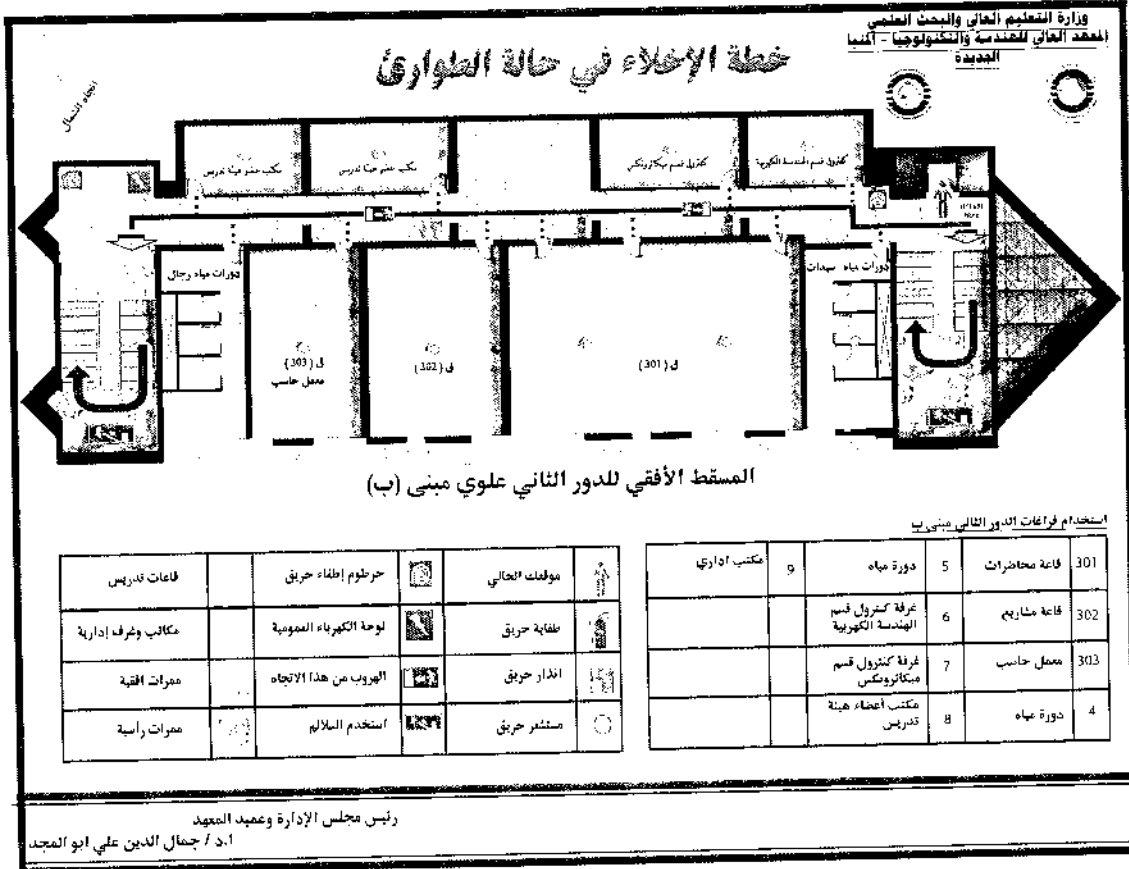 وزارة التعليم العالي والبحث العلمي
المعهد العالي للهندسة والتكنولوجيا - المنيا
الجديدة
خطة الإخلاء في حالة الطوارئ
اتجاه الشمال
مكتب عضو هيئة تدريس
مكتب عضو هيئة تدريس
كنترول قسم ميكاترونكس
كنترول قسم الهندسة الكهربية
دورات مياه رجال
دورات مياه سيدات
ق (303)
معمل حاسب
ق (302)
ق (301)
المسقط الأفقي للدور الثاني علوي مبنى (ب)
استخدام فراغات الدور الثاني مبنى ب
301 قاعة محاضرات 5 دورة مياه 9 مكتب اداري
302 قاعة مشاريع 6 غرفة كنترول قسم الهندسة الكهربية
303 معمل حاسب 7 غرفة كنترول قسم ميكاترونكس
4 دورة مياه 8 مكتب أعضاء هيئة تدريس
موقعك الحالي خرطوم إطفاء حريق قاعات تدريس
طفاية حريق لوحة الكهرباء العمومية مكاتب وغرف إدارية
انذار حريق الهروب من هذا الاتجاه ممرات افقية
مستشعر حريق استخدم السلالم ممرات رأسية
رئيس مجلس الإدارة وعميد المعهد
ا.د / جمال الدين علي ابو المجد